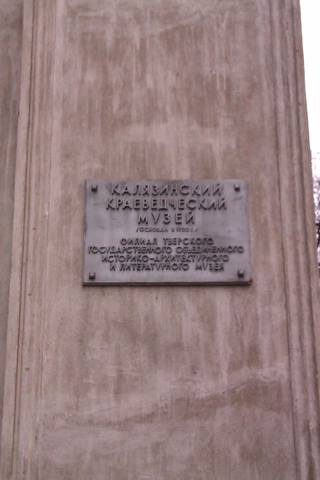 КАЛЯЗИНСКИЙ
КРАЕВЕДЧЕСКИЙ
МУЗЕЙ
ФИЛИАЛ ТВЕРСКОГО
ГОСУДАРСТВЕННОГО ОБЪЕДИНЕННОГО
ИСТОРИКО-АРХИТЕКТУРНОГО
И ЛИТЕРАТУРНОГО МУЗЕЯ